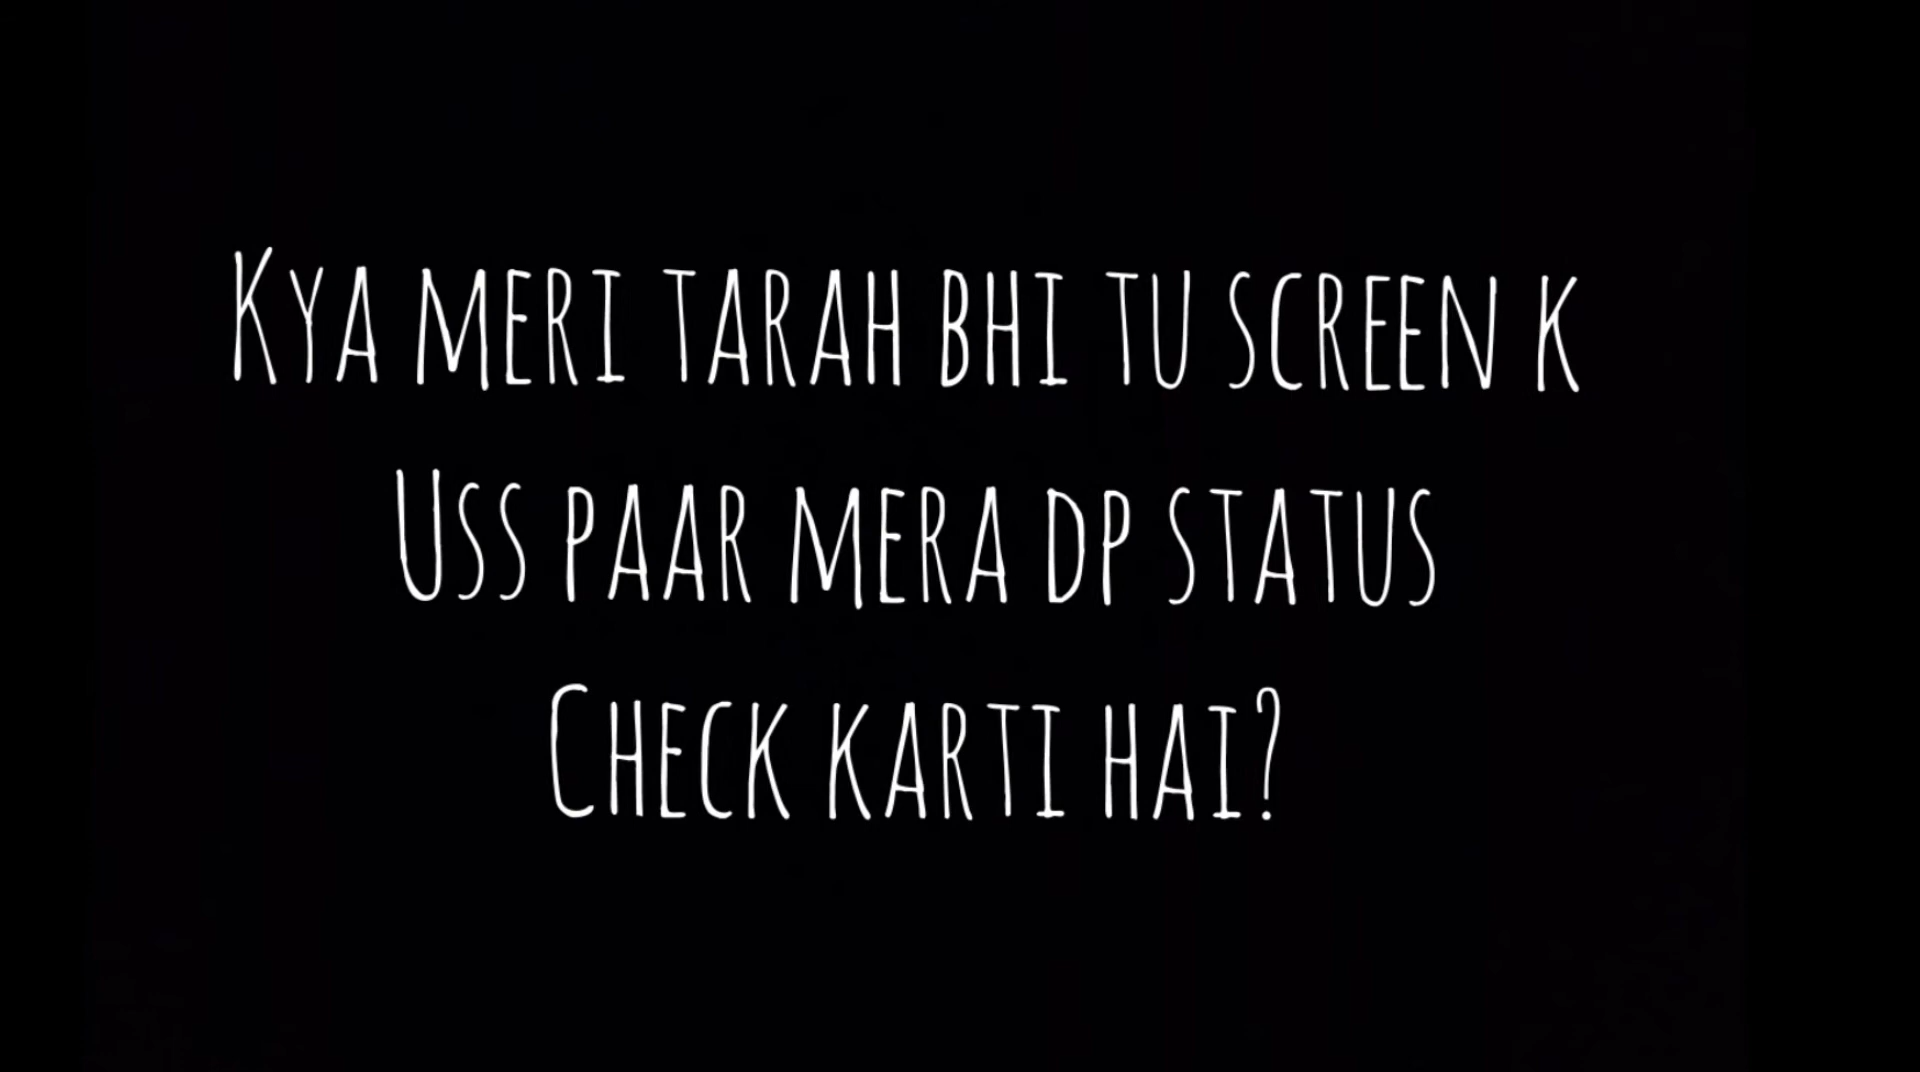 Kya meri tarah bhi tu screen k
Uss paar mera dp status
Check karti hai?